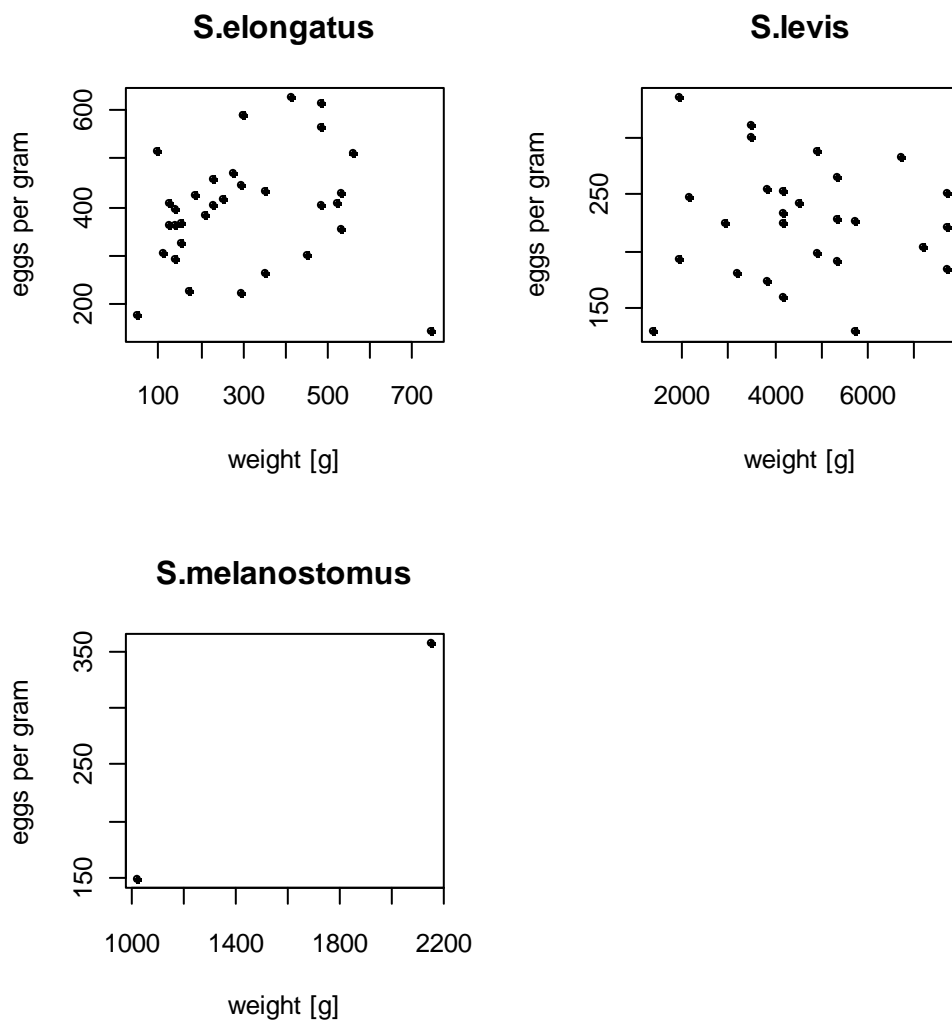 S.elongatus
eggs per gram
600
400
200
100 300 500 700
weight [g]
S.levis
eggs per gram
250
150
2000 4000 6000
weight [g]
S.melanostomus
eggs per gram
350
250
150
1000 1400 1800 2200
weight [g]